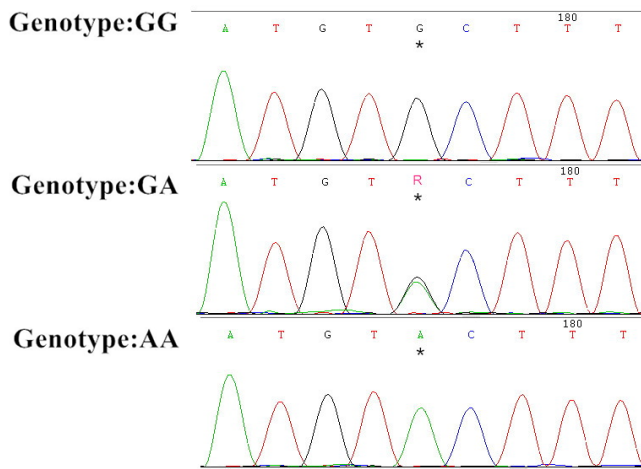 Genotype:GG
180
A T G T G C T T T
*
Genotype:GA
180
A T G T R C T T T
*
Genotype:AA
180
A T G T A C T T T
*